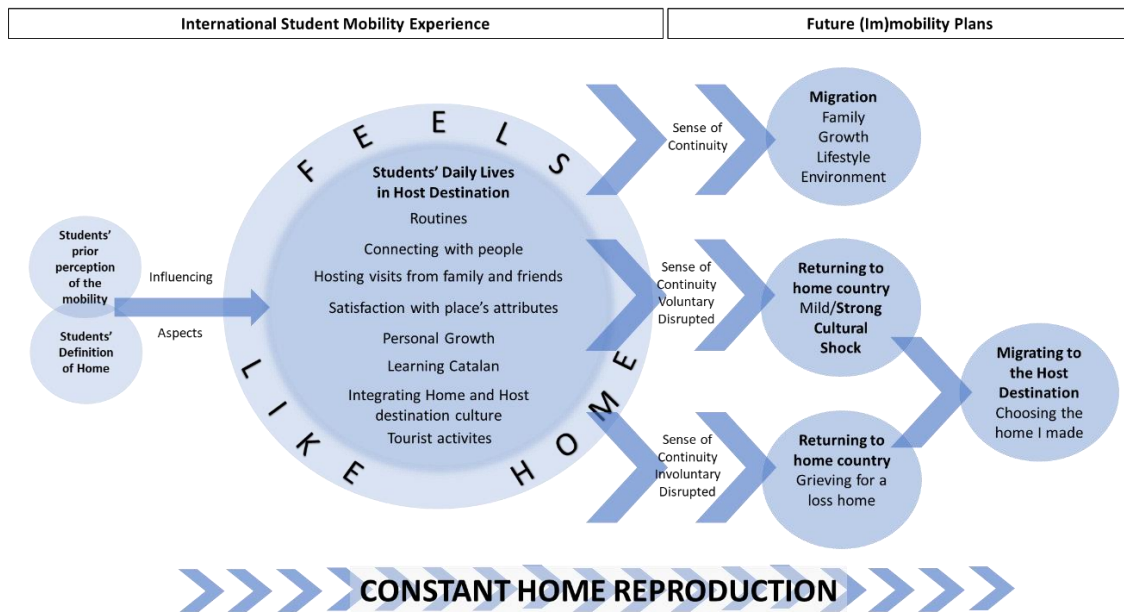 International Student Mobility Experience
Future (Im)mobility Plans
FEELS
LIKE HOME
Students'
prior
perception
of the
mobility
Students'
Definition
of Home
Influencing
Aspects
Students' Daily Lives
in Host Destination
Routines
Connecting with people
Hosting visits from family and friends
Satisfaction with place's attributes
Personal Growth
Learning Catalan
Integrating Home and Host
destination culture
Tourist activites
Sense of
Continuity
Migration
Family
Growth
Lifestyle
Environment
Sense of
Continuity
Voluntary
Disrupted
Returning to
home country
Mild/Strong
Cultural
Shock
Sense of
Continuity
Involuntary
Disrupted
Returning to
home country
Grieving for a
loss home
Migrating to
the Host
Destination
Choosing the
home I made
CONSTANT HOME REPRODUCTION